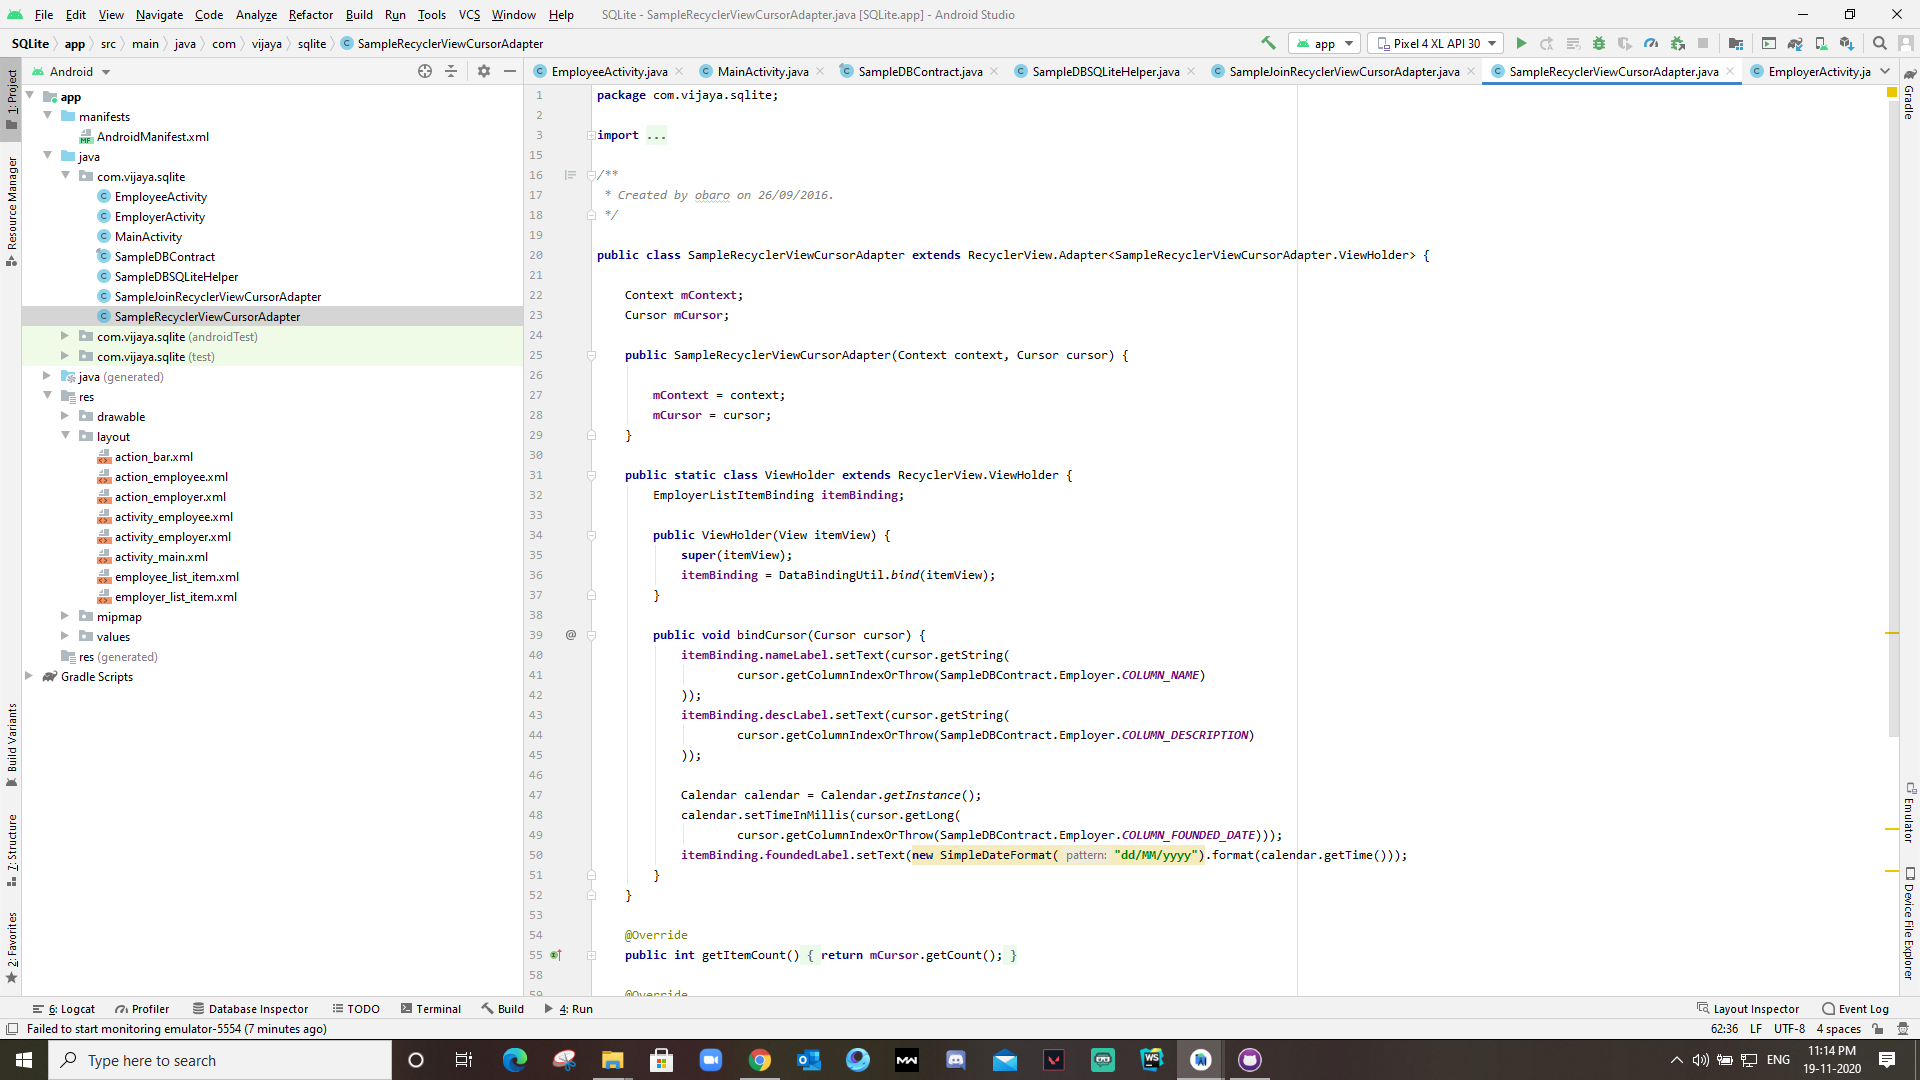 File Edit View Navigate Code Analyze Refactor Build Run Tools VCS Window Help SQLite - SampleRecyclerViewCursorAdapter.java [SQLite.app] - Android Studio
SQLite app src main java com vijaya sqlite SampleRecyclerViewCursorAdapter app Pixel 4 XL API 30
Android EmployeeActivity.java MainActivity.java SampleDBContract.java SampleDBSQLiteHelper.java SampleJoinRecyclerViewCursorAdapter.java SampleRecyclerViewCursorAdapter.java EmployerActivity.ja
1: Project
Resource Manager
Build Variants
7: Structure
2: Favorites
app
manifests
AndroidManifest.xml
java
com.vijaya.sqlite
EmployeeActivity
EmployerActivity
MainActivity
SampleDBContract
SampleDBSQLiteHelper
SampleJoinRecyclerViewCursorAdapter
SampleRecyclerViewCursorAdapter
com.vijaya.sqlite (androidTest)
com.vijaya.sqlite (test)
java (generated)
res
drawable
layout
action_bar.xml
action_employee.xml
action_employer.xml
activity_employee.xml
activity_employer.xml
activity_main.xml
employee_list_item.xml
employer_list_item.xml
mipmap
values
res (generated)
Gradle Scripts
1 package com.vijaya.sqlite;
2
3 import ...
15
16 /**
17 * Created by obaro on 26/09/2016.
18 */
19
20 public class SampleRecyclerViewCursorAdapter extends RecyclerView.Adapter<SampleRecyclerViewCursorAdapter.ViewHolder> {
21
22 Context mContext;
23 Cursor mCursor;
24
25 public SampleRecyclerViewCursorAdapter(Context context, Cursor cursor) {
26
27 mContext = context;
28 mCursor = cursor;
29 }
30
31 public static class ViewHolder extends RecyclerView.ViewHolder {
32 EmployerListItemBinding itemBinding;
33
34 public ViewHolder(View itemView) {
35 super(itemView);
36 itemBinding = DataBindingUtil.bind(itemView);
37 }
38
39 @ public void bindCursor(Cursor cursor) {
40 itemBinding.nameLabel.setText(cursor.getString(
41 cursor.getColumnIndexOrThrow(SampleDBContract.Employer.COLUMN_NAME)
42 ));
43 itemBinding.descLabel.setText(cursor.getString(
44 cursor.getColumnIndexOrThrow(SampleDBContract.Employer.COLUMN_DESCRIPTION)
45 ));
46
47 Calendar calendar = Calendar.getInstance();
48 calendar.setTimeInMillis(cursor.getLong(
49 cursor.getColumnIndexOrThrow(SampleDBContract.Employer.COLUMN_FOUNDED_DATE)));
50 itemBinding.foundedLabel.setText(new SimpleDateFormat( pattern: "dd/MM/yyyy").format(calendar.getTime()));
51 }
52 }
53
54 @Override
55 public int getItemCount() { return mCursor.getCount(); }
58
59 @Override
Gradle
Emulator
Device File Explorer
6: Logcat Profiler Database Inspector TODO Terminal Build 4: Run Layout Inspector Event Log
Failed to start monitoring emulator-5554 (7 minutes ago) 62:36 LF UTF-8 4 spaces
Type here to search ENG 11:14 PM
19-11-2020